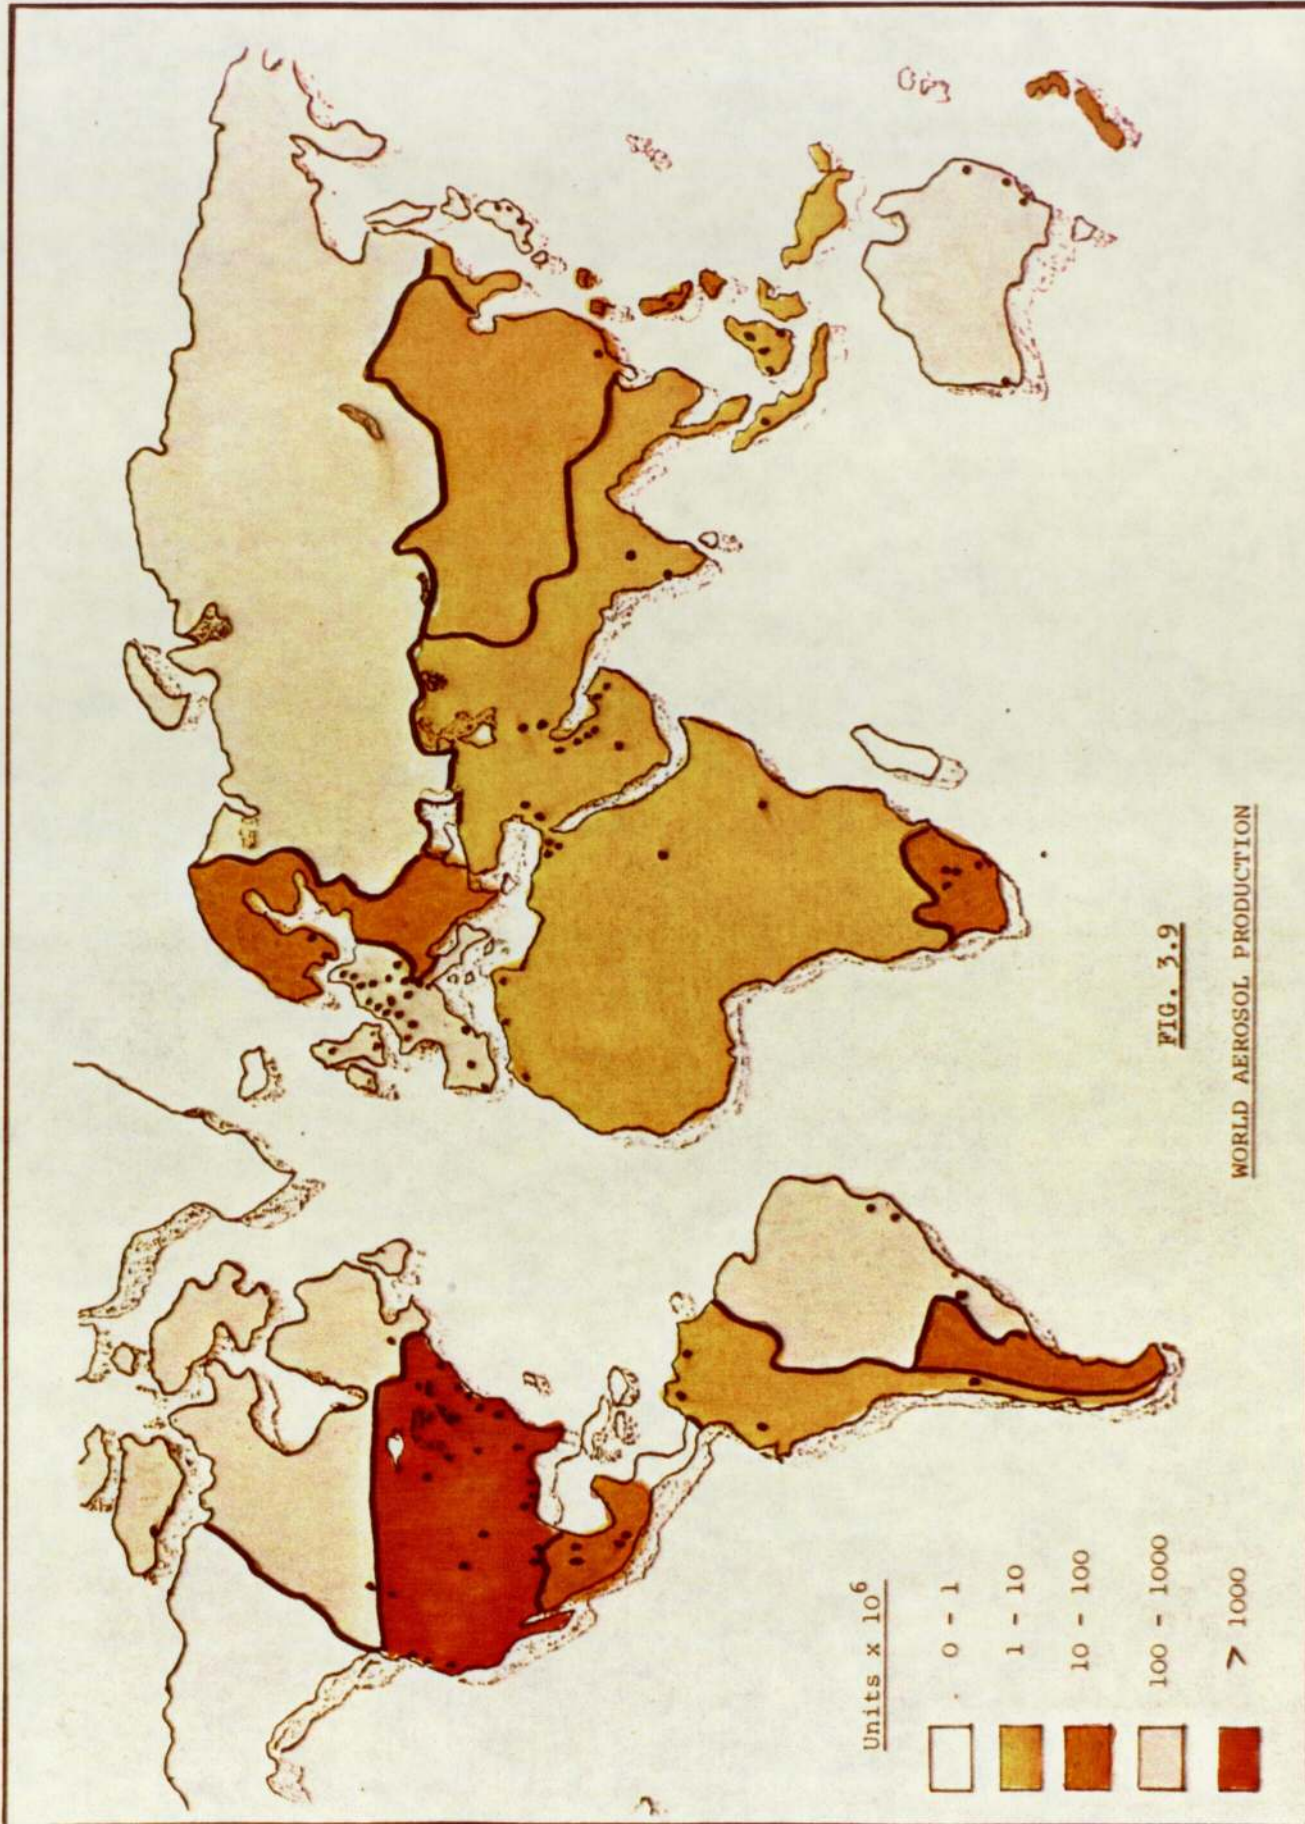 FIG. 3.9
WORLD AEROSOL PRODUCTION
Units x 10⁶
0 - 1
1 - 10
10 - 100
100 - 1000
> 1000